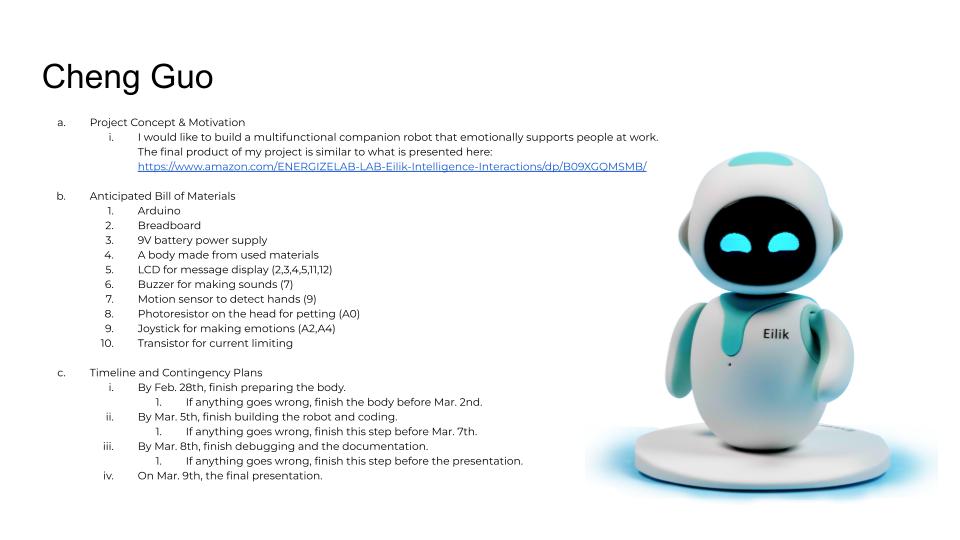 Cheng Guo
a. Project Concept & Motivation
i. I would like to build a multifunctional companion robot that emotionally supports people at work.
The final product of my project is similar to what is presented here:
https://www.amazon.com/ENERGIZELAB-LAB-Eilik-Intelligence-Interactions/dp/B09XGQMSMB/
b. Anticipated Bill of Materials
1. Arduino
2. Breadboard
3. 9V battery power supply
4. A body made from used materials
5. LCD for message display (2,3,4,5,11,12)
6. Buzzer for making sounds (7)
7. Motion sensor to detect hands (9)
8. Photoresistor on the head for petting (A0)
9. Joystick for making emotions (A2,A4)
10. Transistor for current limiting
c. Timeline and Contingency Plans
i. By Feb. 28th, finish preparing the body.
1. If anything goes wrong, finish the body before Mar. 2nd.
ii. By Mar. 5th, finish building the robot and coding.
1. If anything goes wrong, finish this step before Mar. 7th.
iii. By Mar. 8th, finish debugging and the documentation.
1. If anything goes wrong, finish this step before the presentation.
iv. On Mar. 9th, the final presentation.
Eilik